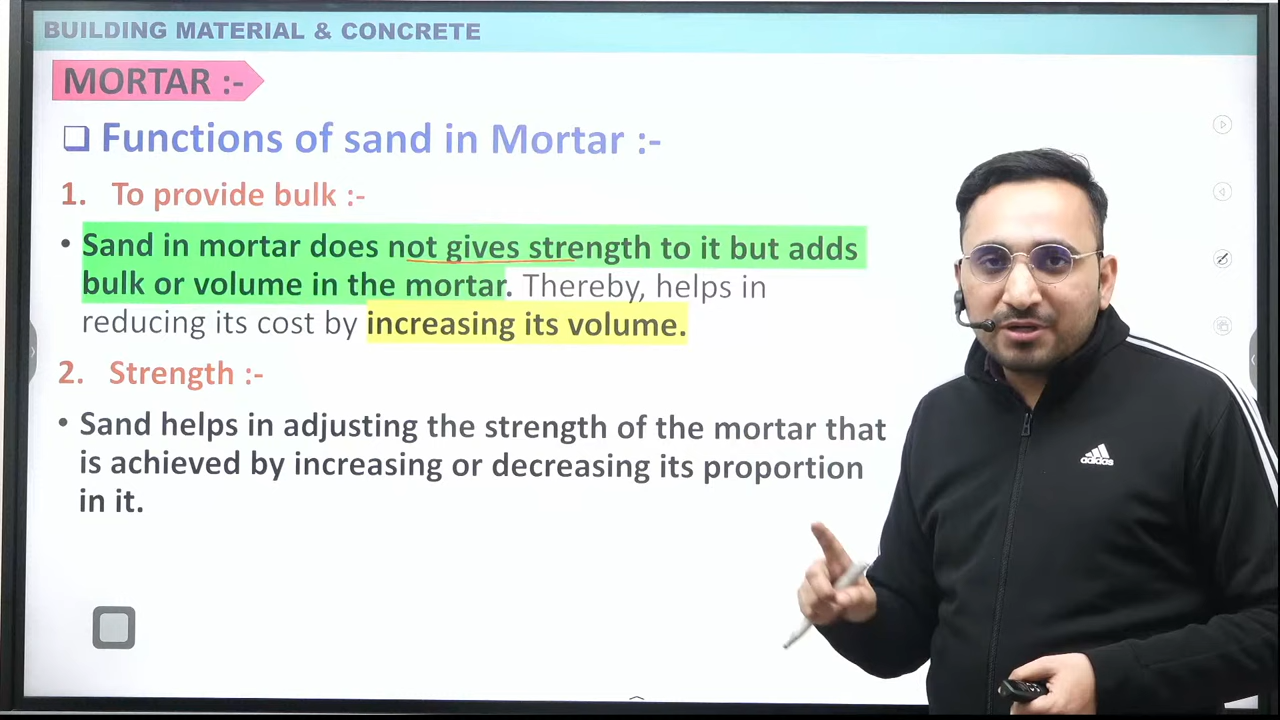 BUILDING MATERIAL & CONCRETE
MORTAR :-
Functions of sand in Mortar :-
1. To provide bulk :-
• Sand in mortar does not gives strength to it but adds
bulk or volume in the mortar. Thereby, helps in
reducing its cost by increasing its volume.
2. Strength :-
• Sand helps in adjusting the strength of the mortar that
is achieved by increasing or decreasing its proportion
in it.
adidas